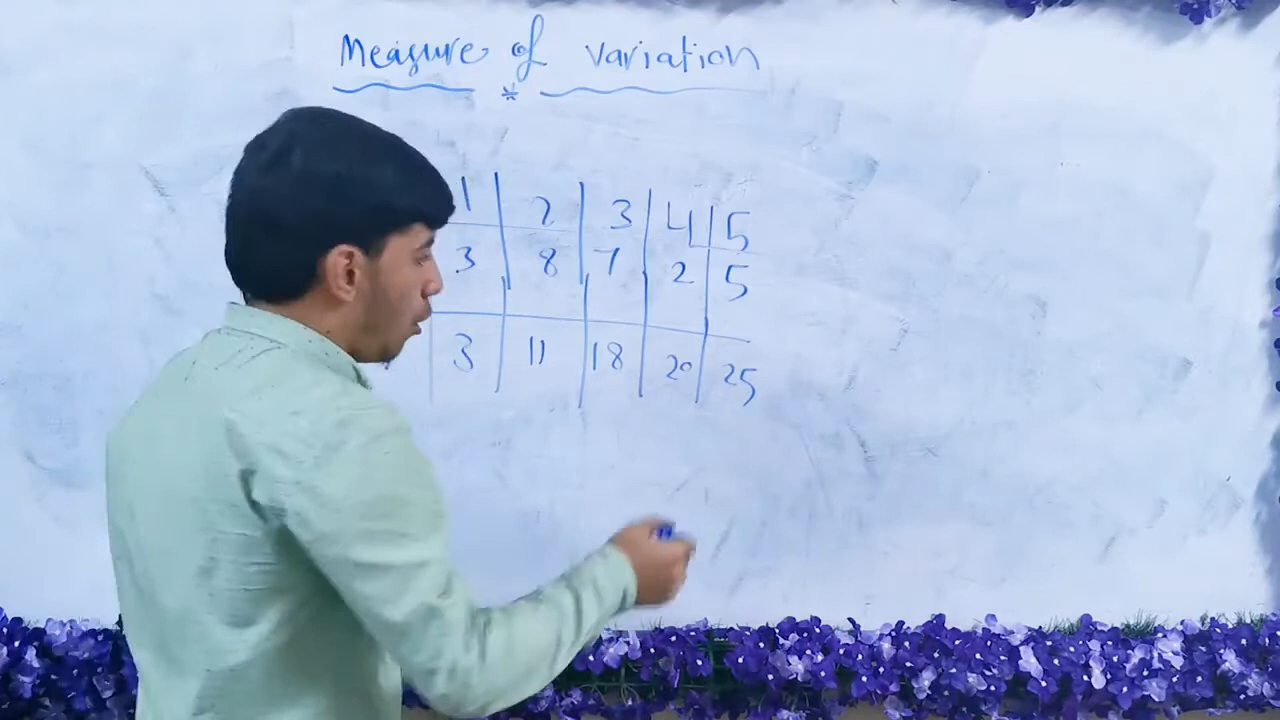 Measure of variation
*
1 2 3 4 5
3 8 7 2 5
3 11 18 20 25